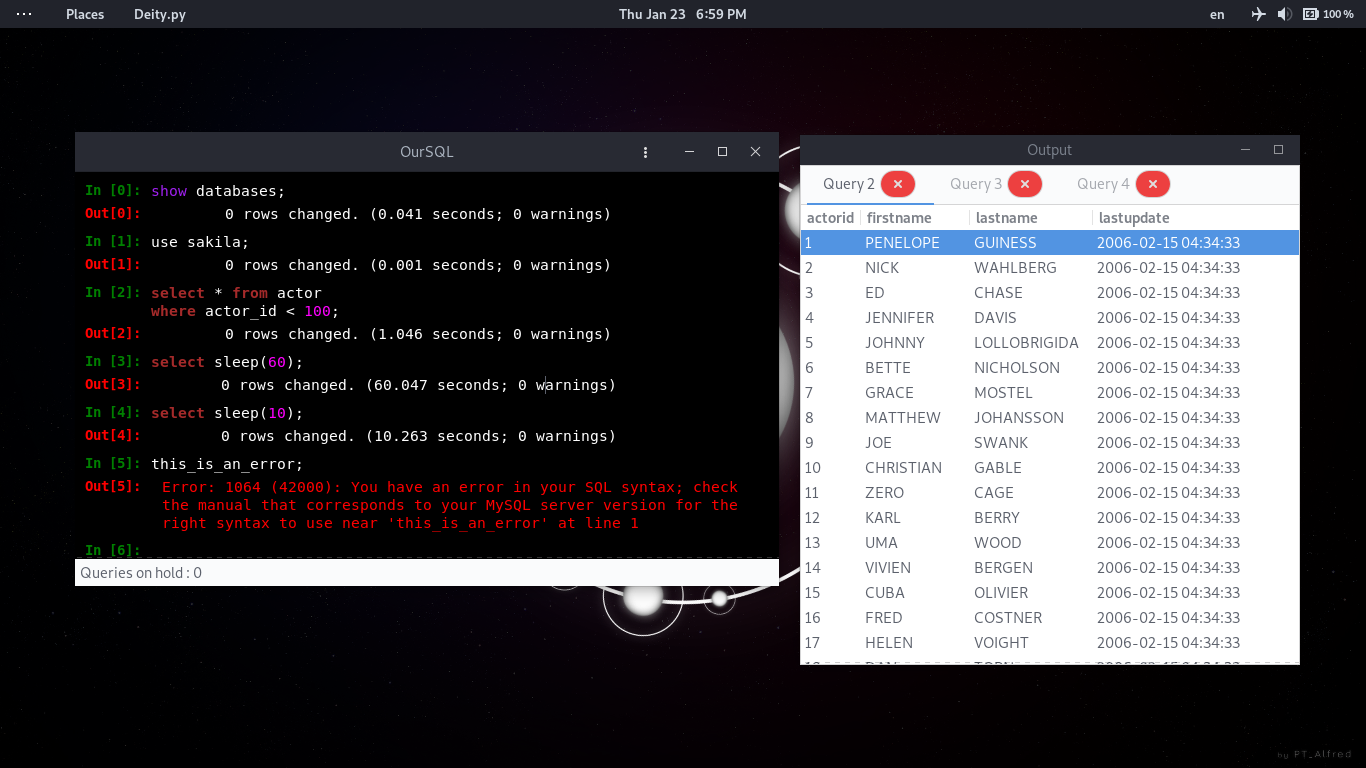 Places Deity.py Thu Jan 23 6:59 PM en 100 %
OurSQL
In [0]: show databases;
Out[0]: 0 rows changed. (0.041 seconds; 0 warnings)
In [1]: use sakila;
Out[1]: 0 rows changed. (0.001 seconds; 0 warnings)
In [2]: select * from actor
where actor_id < 100;
Out[2]: 0 rows changed. (1.046 seconds; 0 warnings)
In [3]: select sleep(60);
Out[3]: 0 rows changed. (60.047 seconds; 0 warnings)
In [4]: select sleep(10);
Out[4]: 0 rows changed. (10.263 seconds; 0 warnings)
In [5]: this_is_an_error;
Out[5]: Error: 1064 (42000): You have an error in your SQL syntax; check
the manual that corresponds to your MySQL server version for the
right syntax to use near 'this_is_an_error' at line 1
In [6]:
Queries on hold : 0
Output
Query 2 Query 3 Query 4
actorid firstname lastname lastupdate
1 PENELOPE GUINESS 2006-02-15 04:34:33
2 NICK WAHLBERG 2006-02-15 04:34:33
3 ED CHASE 2006-02-15 04:34:33
4 JENNIFER DAVIS 2006-02-15 04:34:33
5 JOHNNY LOLLOBRIGIDA 2006-02-15 04:34:33
6 BETTE NICHOLSON 2006-02-15 04:34:33
7 GRACE MOSTEL 2006-02-15 04:34:33
8 MATTHEW JOHANSSON 2006-02-15 04:34:33
9 JOE SWANK 2006-02-15 04:34:33
10 CHRISTIAN GABLE 2006-02-15 04:34:33
11 ZERO CAGE 2006-02-15 04:34:33
12 KARL BERRY 2006-02-15 04:34:33
13 UMA WOOD 2006-02-15 04:34:33
14 VIVIEN BERGEN 2006-02-15 04:34:33
15 CUBA OLIVIER 2006-02-15 04:34:33
16 FRED COSTNER 2006-02-15 04:34:33
17 HELEN VOIGHT 2006-02-15 04:34:33
by PT_Alfred